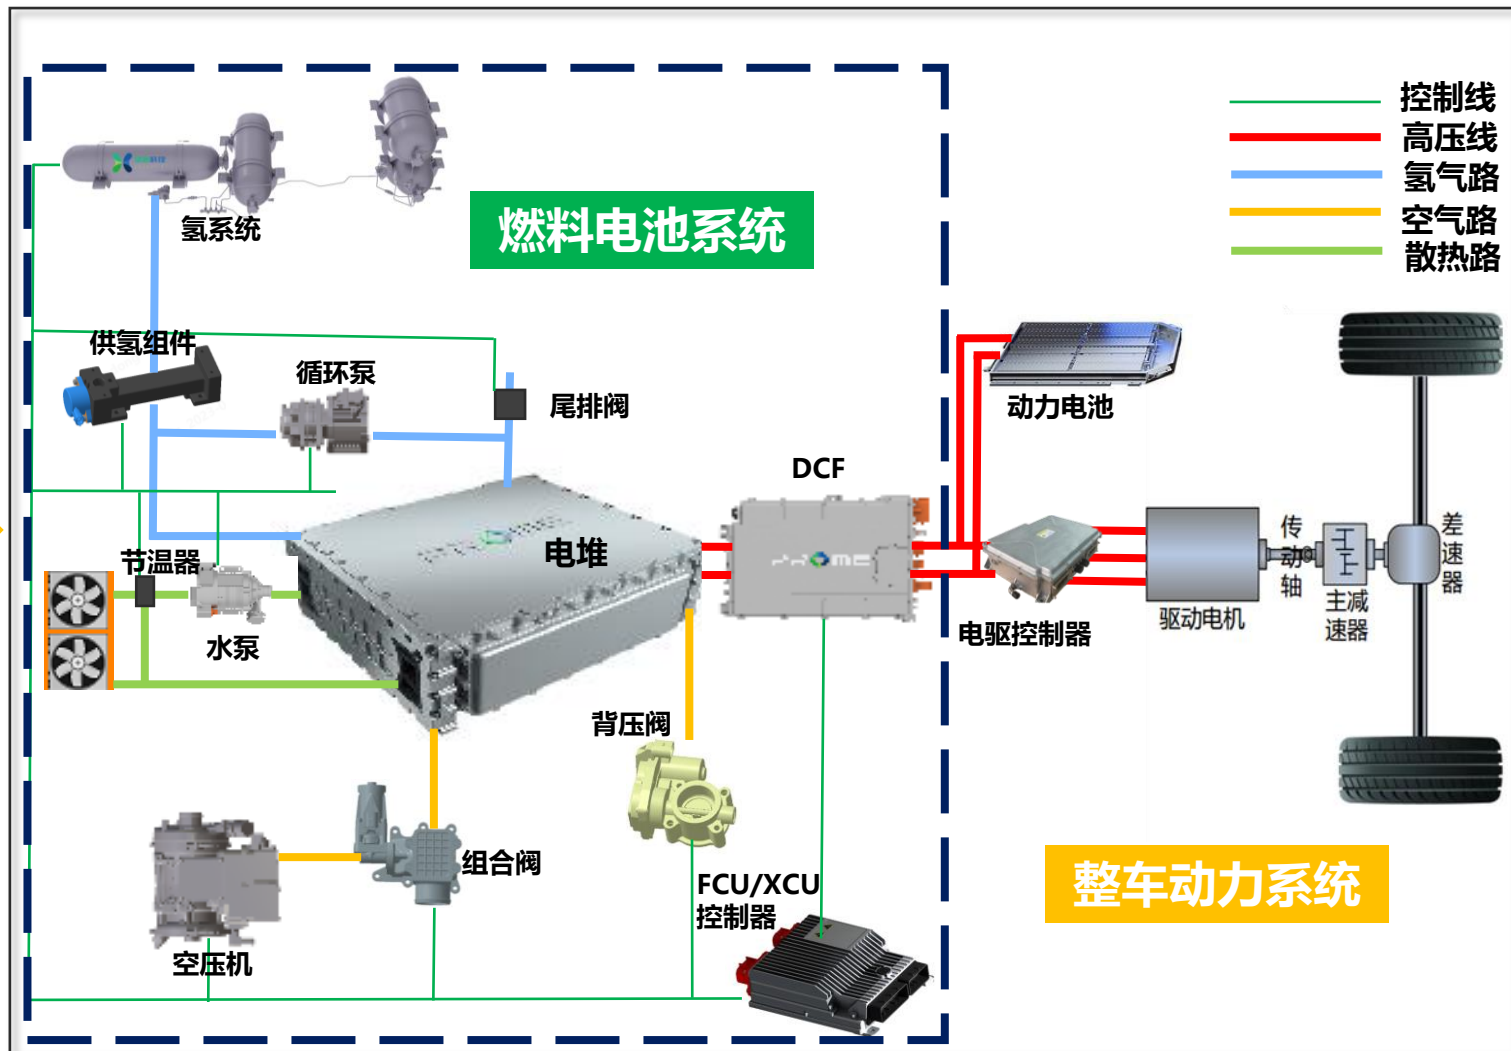 控制线
高压线
氢气路
空气路
散热路
氢系统
燃料电池系统
供氢组件
循环泵
尾排阀
动力电池
DCF
电堆
节温器
水泵
传动轴
差速器
主减
速器
驱动电机
电驱控制器
背压阀
组合阀
FCU/XCU
控制器
空压机
整车动力系统